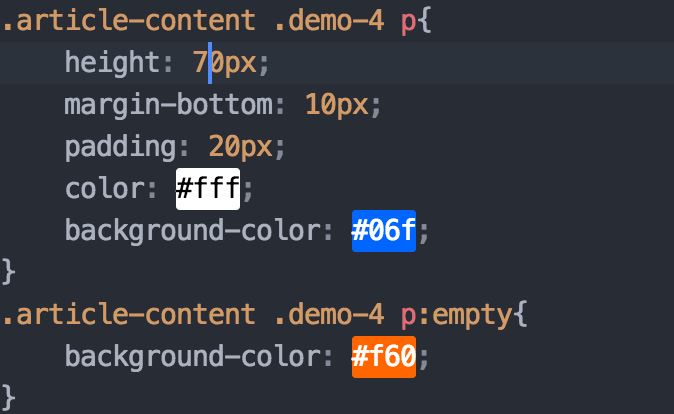 .article-content .demo-4 p{
    height: 70px;
    margin-bottom: 10px;
    padding: 20px;
    color: #fff;
    background-color: #06f;
}
.article-content .demo-4 p:empty{
    background-color: #f60;
}